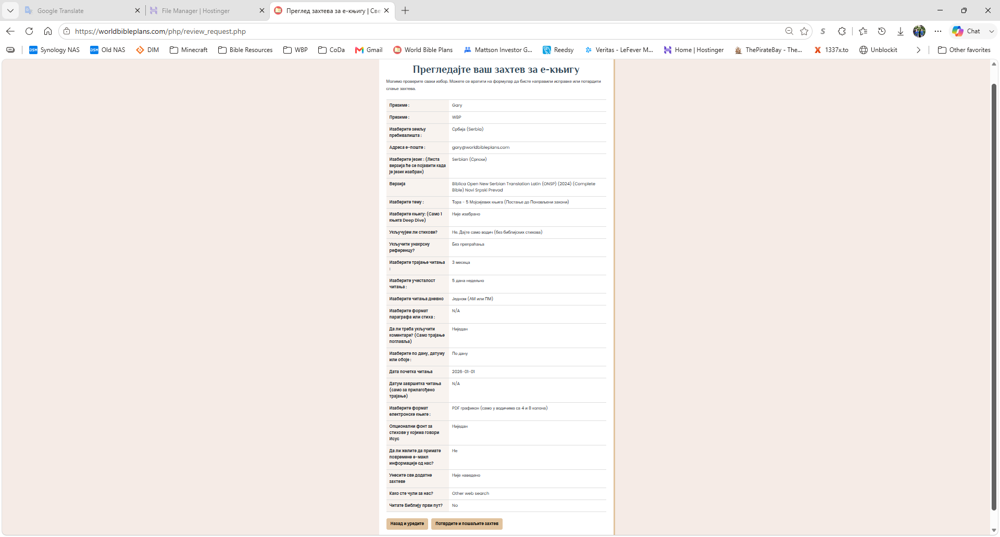 Google Translate
File Manager | Hostinger
Преглед захтева за е-књигу | Све
https://worldbibleplans.com/php/review_request.php
Chat
Synology NAS
Old NAS
DIM
Minecraft
Bible Resources
WBP
CoDa
Gmail
World Bible Plans
Mattson Investor G...
Reedsy
Veritas - LeFever M...
Home | Hostinger
ThePirateBay - The...
1337x.to
Unblockit
Other favorites
Прегледајте ваш захтев за е-књигу
Молимо проверите сваки избор. Можете се вратити на формулар да бисте направили исправке или потврдити
слање захтева.
Презиме : Gary
Презиме : WBP
Изаберите земљу Србија (Serbia)
пребивалишта :
Адреса е-поште : gary@worldbibleplans.com
Изаберите језик : (Листа Serbian (Српски)
верзија ће се појавити када
је језик изабран)
Верзија Biblica Open New Serbian Translation Latin (ONSP) (2024) (Complete
Bible) Novi Srpski Prevod
Изаберите тему : Тора - 5 Мојсијевих књига (Постање до Поновљени закони)
Изаберите књигу: (Само 1 Није изабрано
књига Deep Dive)
Укључујем ли стихове? Не. Дајте само водич (без библијских стихова)
Укључити унакрсну Без препраћања
референцу?
Изаберите трајање читања 3 месеца
:
Изаберите учесталост 5 дана недељно
читања :
Изаберите читања дневно Једном (АМ или ПМ)
Изаберите формат N/A
параграфа или стиха :
Да ли треба укључити Ниједан
коментаре? (Само трајање
поглавља)
Изаберите по дану, датуму По дану
или обоје :
Дата почетка читања 2026-01-01
Датум завршетка читања N/A
(само за прилагођено
трајање)
Изаберите формат PDF графикон (само у водичима са 4 и 8 колона)
електронске књиге :
Опционални фонт за Ниједан
стихове у којима говори
Исус
Да ли желите да примате Не
повремене е-маил
информације од нас?
Унесите све додатне Није наведено
захтеве
Како сте чули за нас? Other web search
Читате Библију први пут? No
Назад и уредите
Потврдите и пошаљите захтев